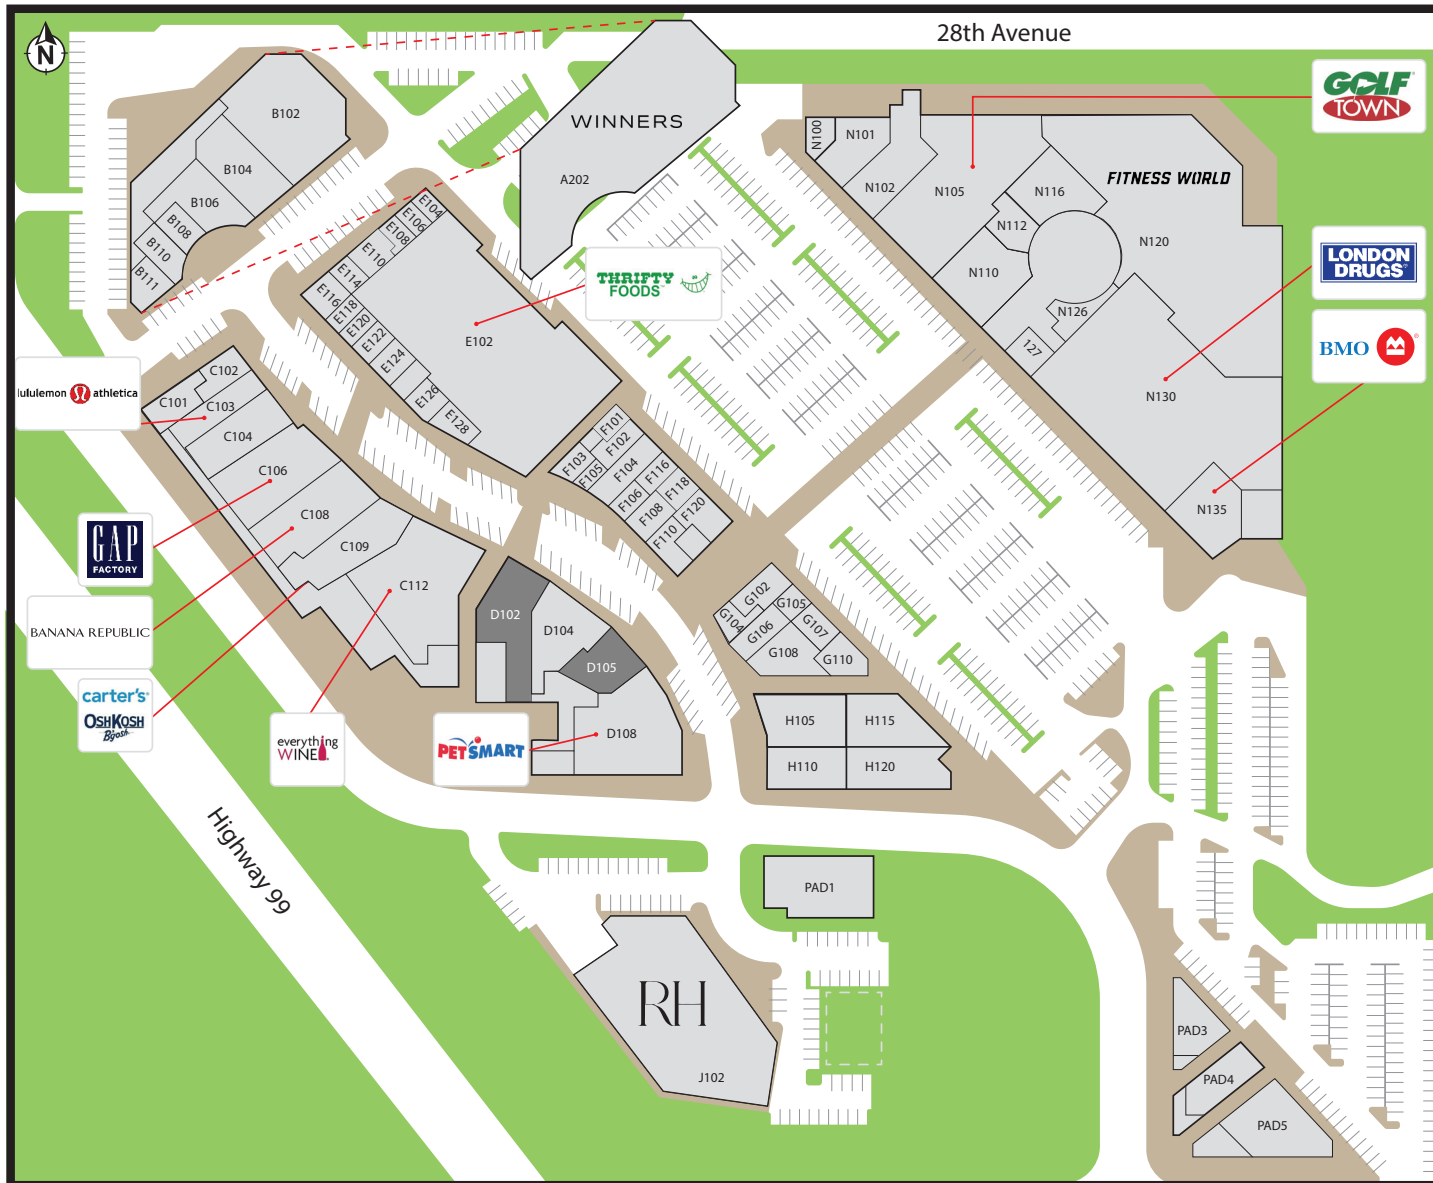 N
28th Avenue
GOLF
TOWN
B102
WINNERS
N100
N101
B104
A202
N102
N105
N116
FITNESS WORLD
B106
E104
E106
E108
B108
N112
N120
E110
B110
LONDON
DRUGS
B111
E114
N110
THRIFTY
FOODS
E116
E118
E120
E122
N126
E102
127
BMO
E124
C102
lululemon athletica
C101
C103
E126
N130
C104
E128
F101
F102
F103
F104
F105
F116
C106
F118
F106
GAP
FACTORY
C108
F108
F120
N135
F110
C109
C112
G102
G105
BANANA REPUBLIC
D102
D104
G104
G106
G107
G108
G110
D105
carter's
OSHKOSH
B'gosh
H105
H115
everything
WINE
PETSMART
D108
H110
H120
Highway 99
PAD1
RH
J102
PAD3
PAD4
PAD5